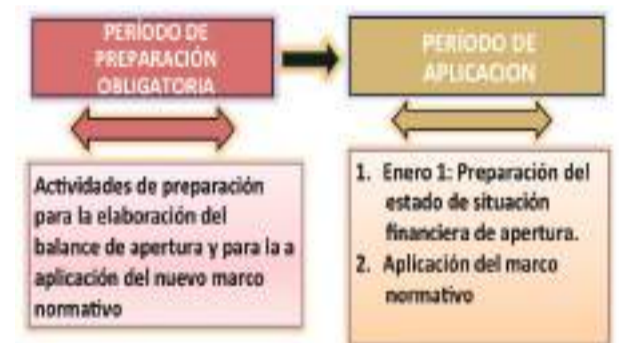 PERÍODO DE
PREPARACIÓN
OBLIGATORIA
PERÍODO DE
APLICACION
Actividades de preparación
para la elaboración del
balance de apertura y para la a
aplicación del nuevo marco
normativo
1. Enero 1: Preparación del
estado de situación
financiera de apertura.
2. Aplicación del marco
normativo